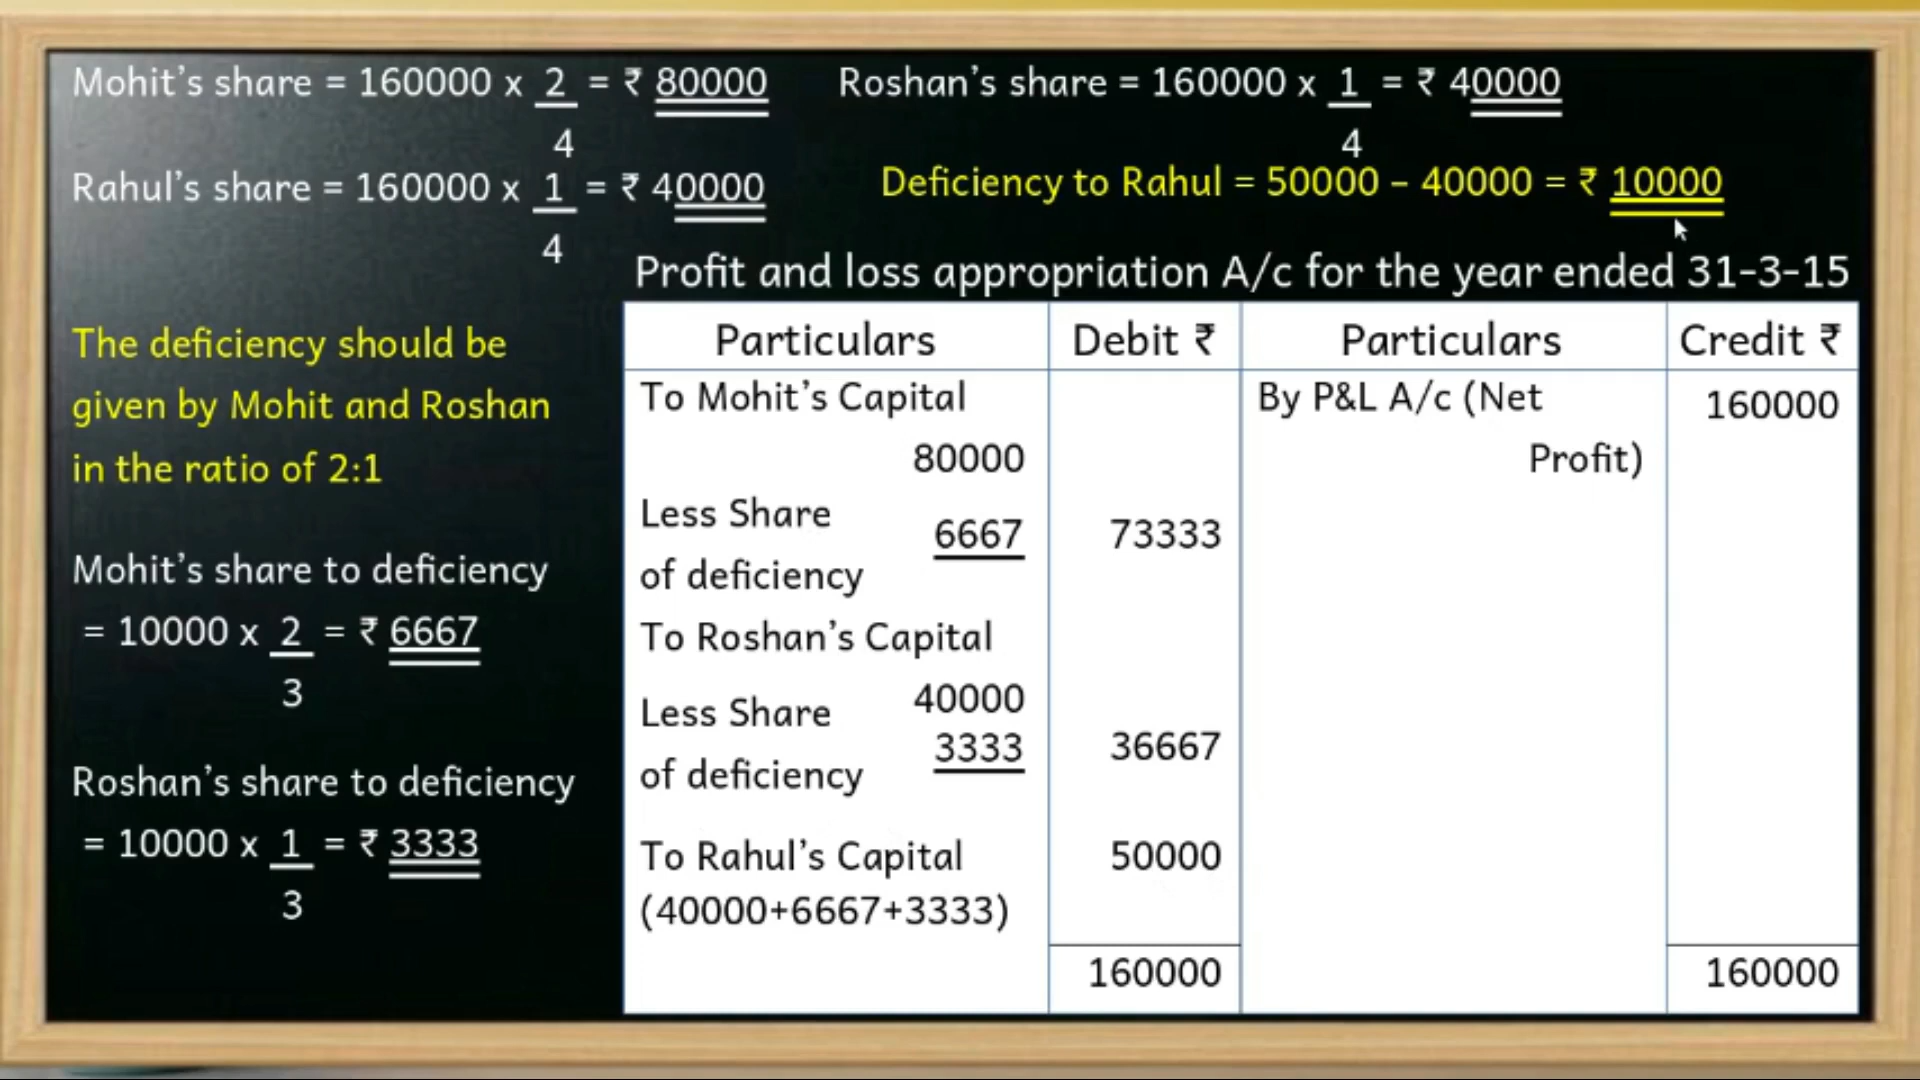 Mohit's share = 160000 x 2/4 = ₹ 80000
Roshan's share = 160000 x 1/4 = ₹ 40000
Rahul's share = 160000 x 1/4 = ₹ 40000
Deficiency to Rahul = 50000 – 40000 = ₹ 10000
The deficiency should be
given by Mohit and Roshan
in the ratio of 2:1
Mohit's share to deficiency
= 10000 x 2/3 = ₹ 6667
Roshan's share to deficiency
= 10000 x 1/3 = ₹ 3333
Profit and loss appropriation A/c for the year ended 31-3-15
Particulars Debit ₹ Particulars Credit ₹
To Mohit's Capital By P&L A/c (Net 160000
80000 Profit)
Less Share 6667 73333
of deficiency
To Roshan's Capital
40000
Less Share
3333 36667
of deficiency
To Rahul's Capital 50000
(40000+6667+3333)
160000 160000